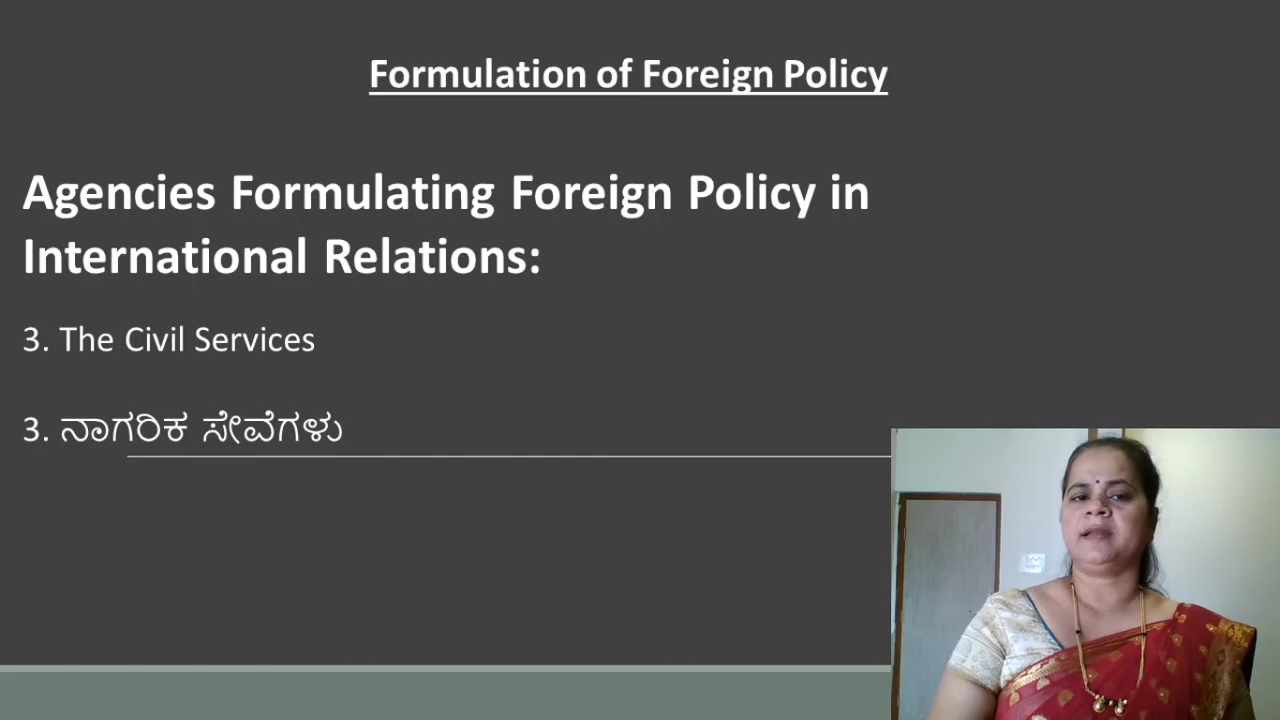 Formulation of Foreign Policy
Agencies Formulating Foreign Policy in
International Relations:
3. The Civil Services
3. ನಾಗರಿಕ ಸೇವೆಗಳು